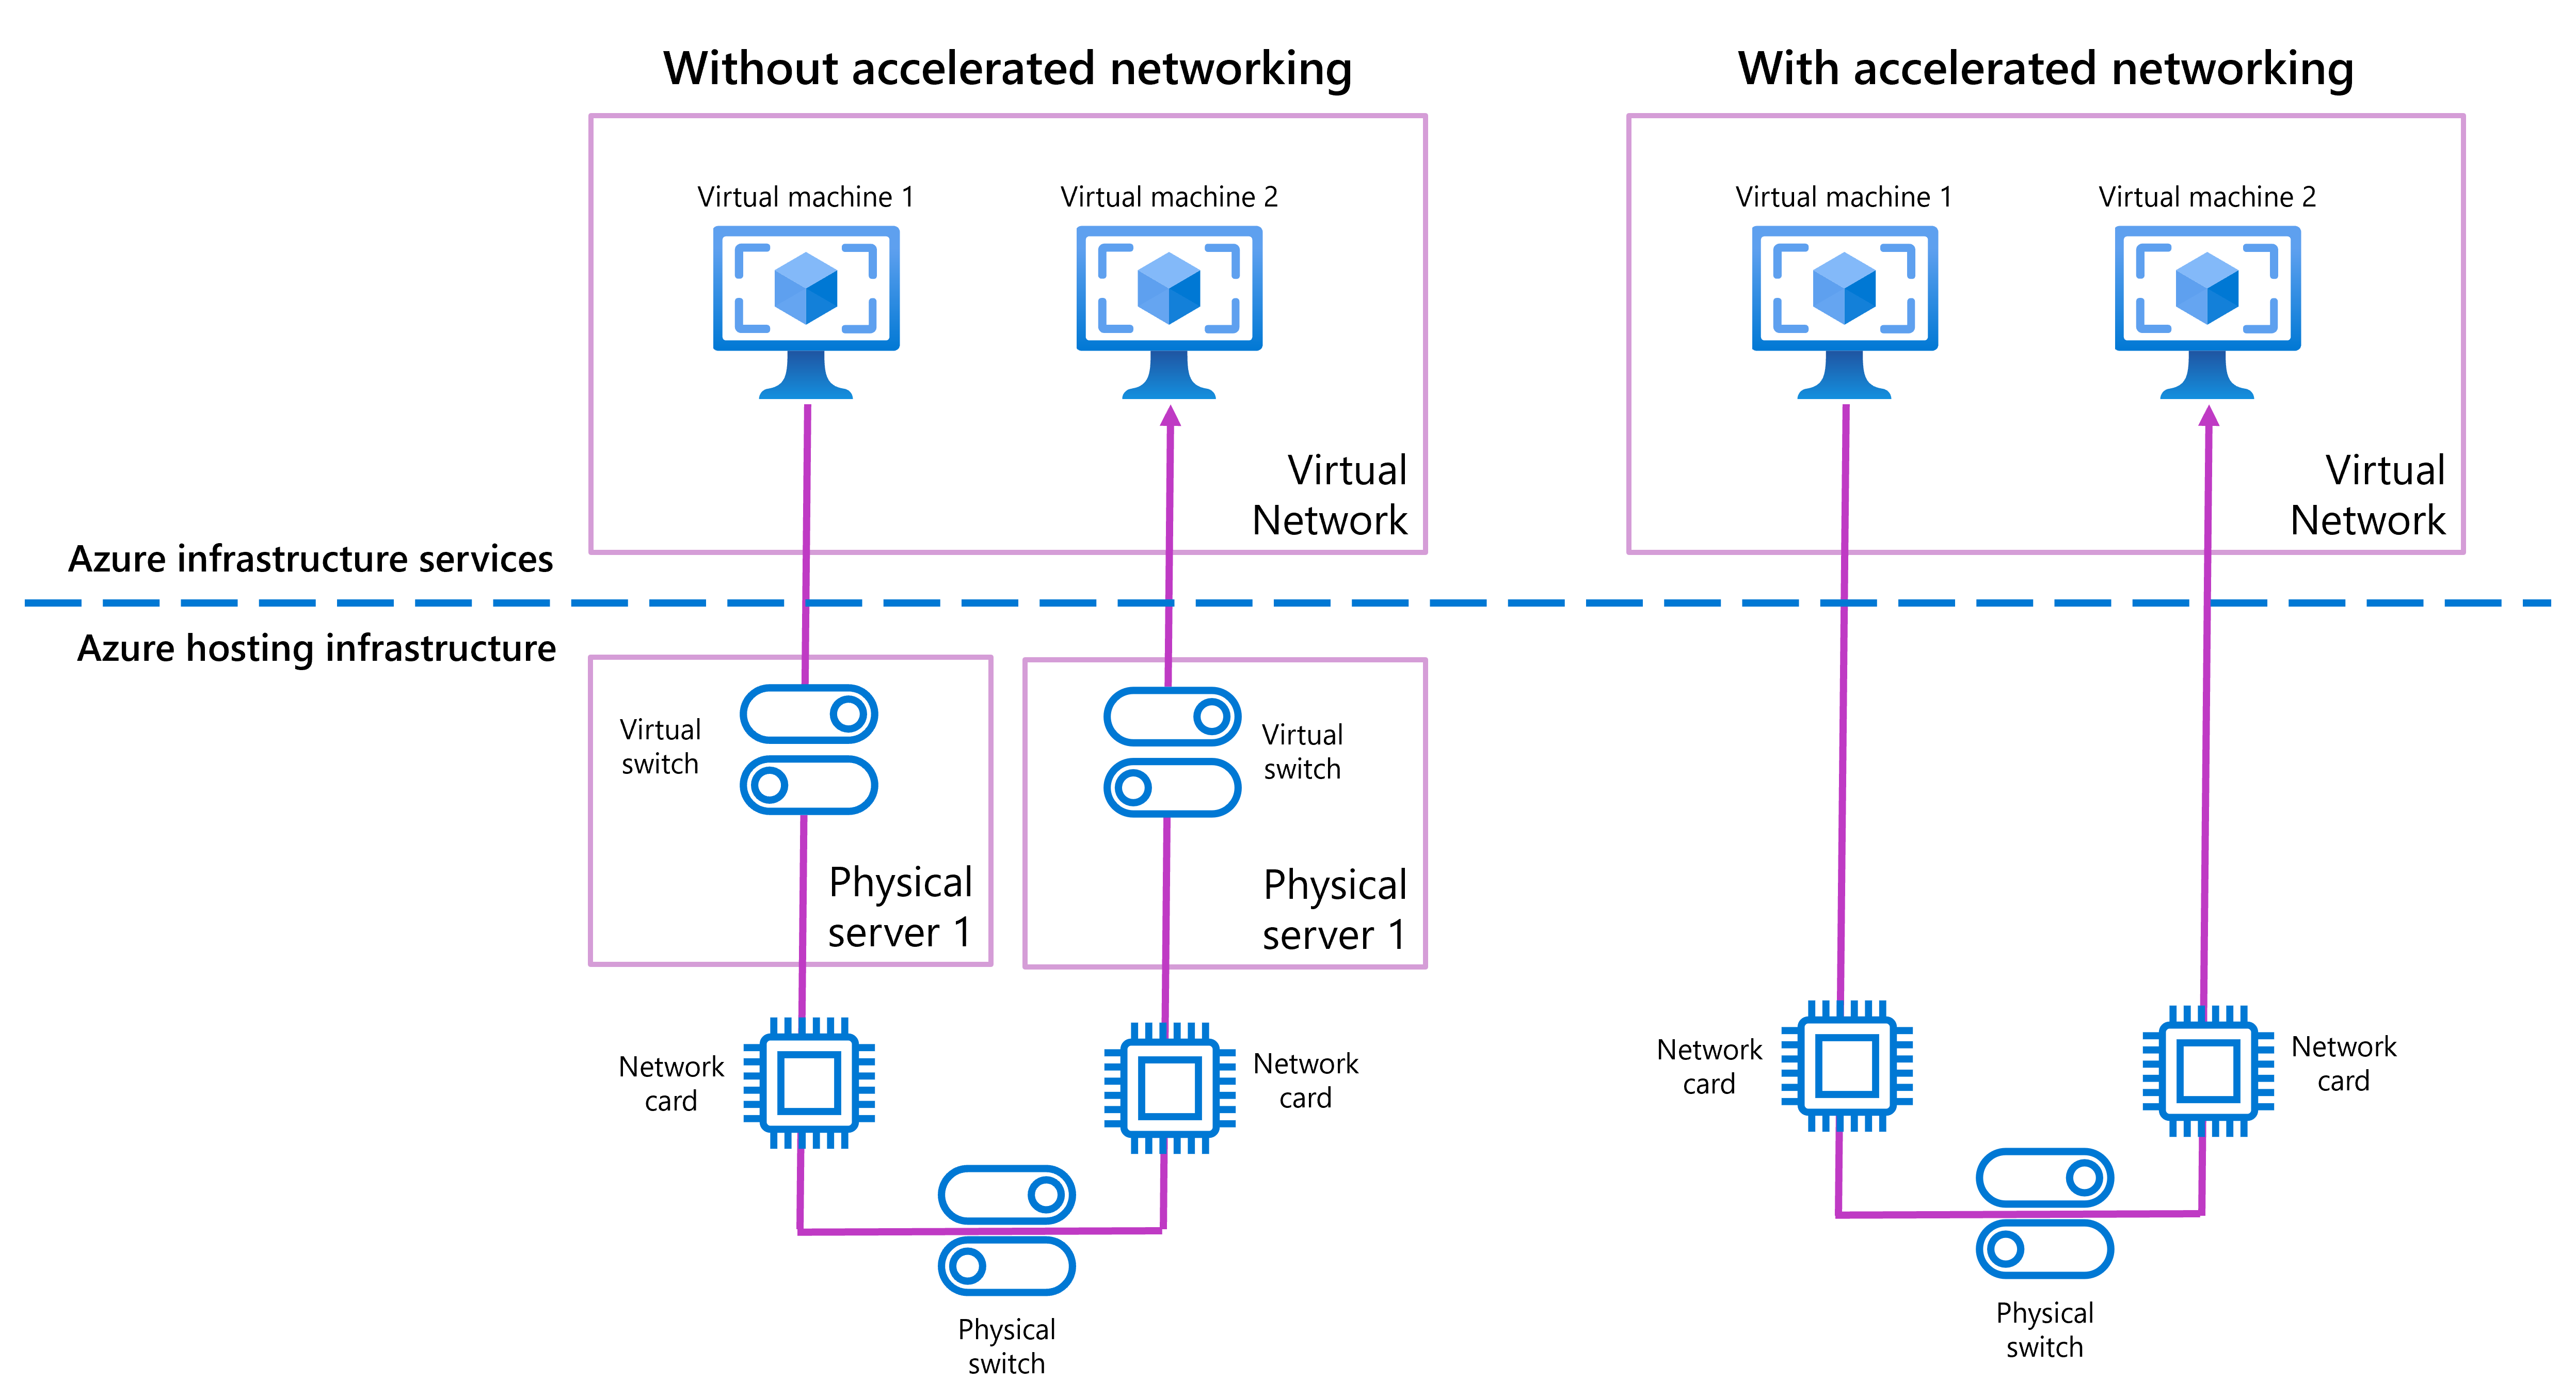 Without accelerated networking
With accelerated networking
Virtual machine 1
Virtual machine 2
Virtual machine 1
Virtual machine 2
Virtual
Network
Virtual
Network
Azure infrastructure services
Azure hosting infrastructure
Virtual
switch
Virtual
switch
Physical
server 1
Physical
server 1
Network
card
Network
card
Network
card
Network
card
Physical
switch
Physical
switch